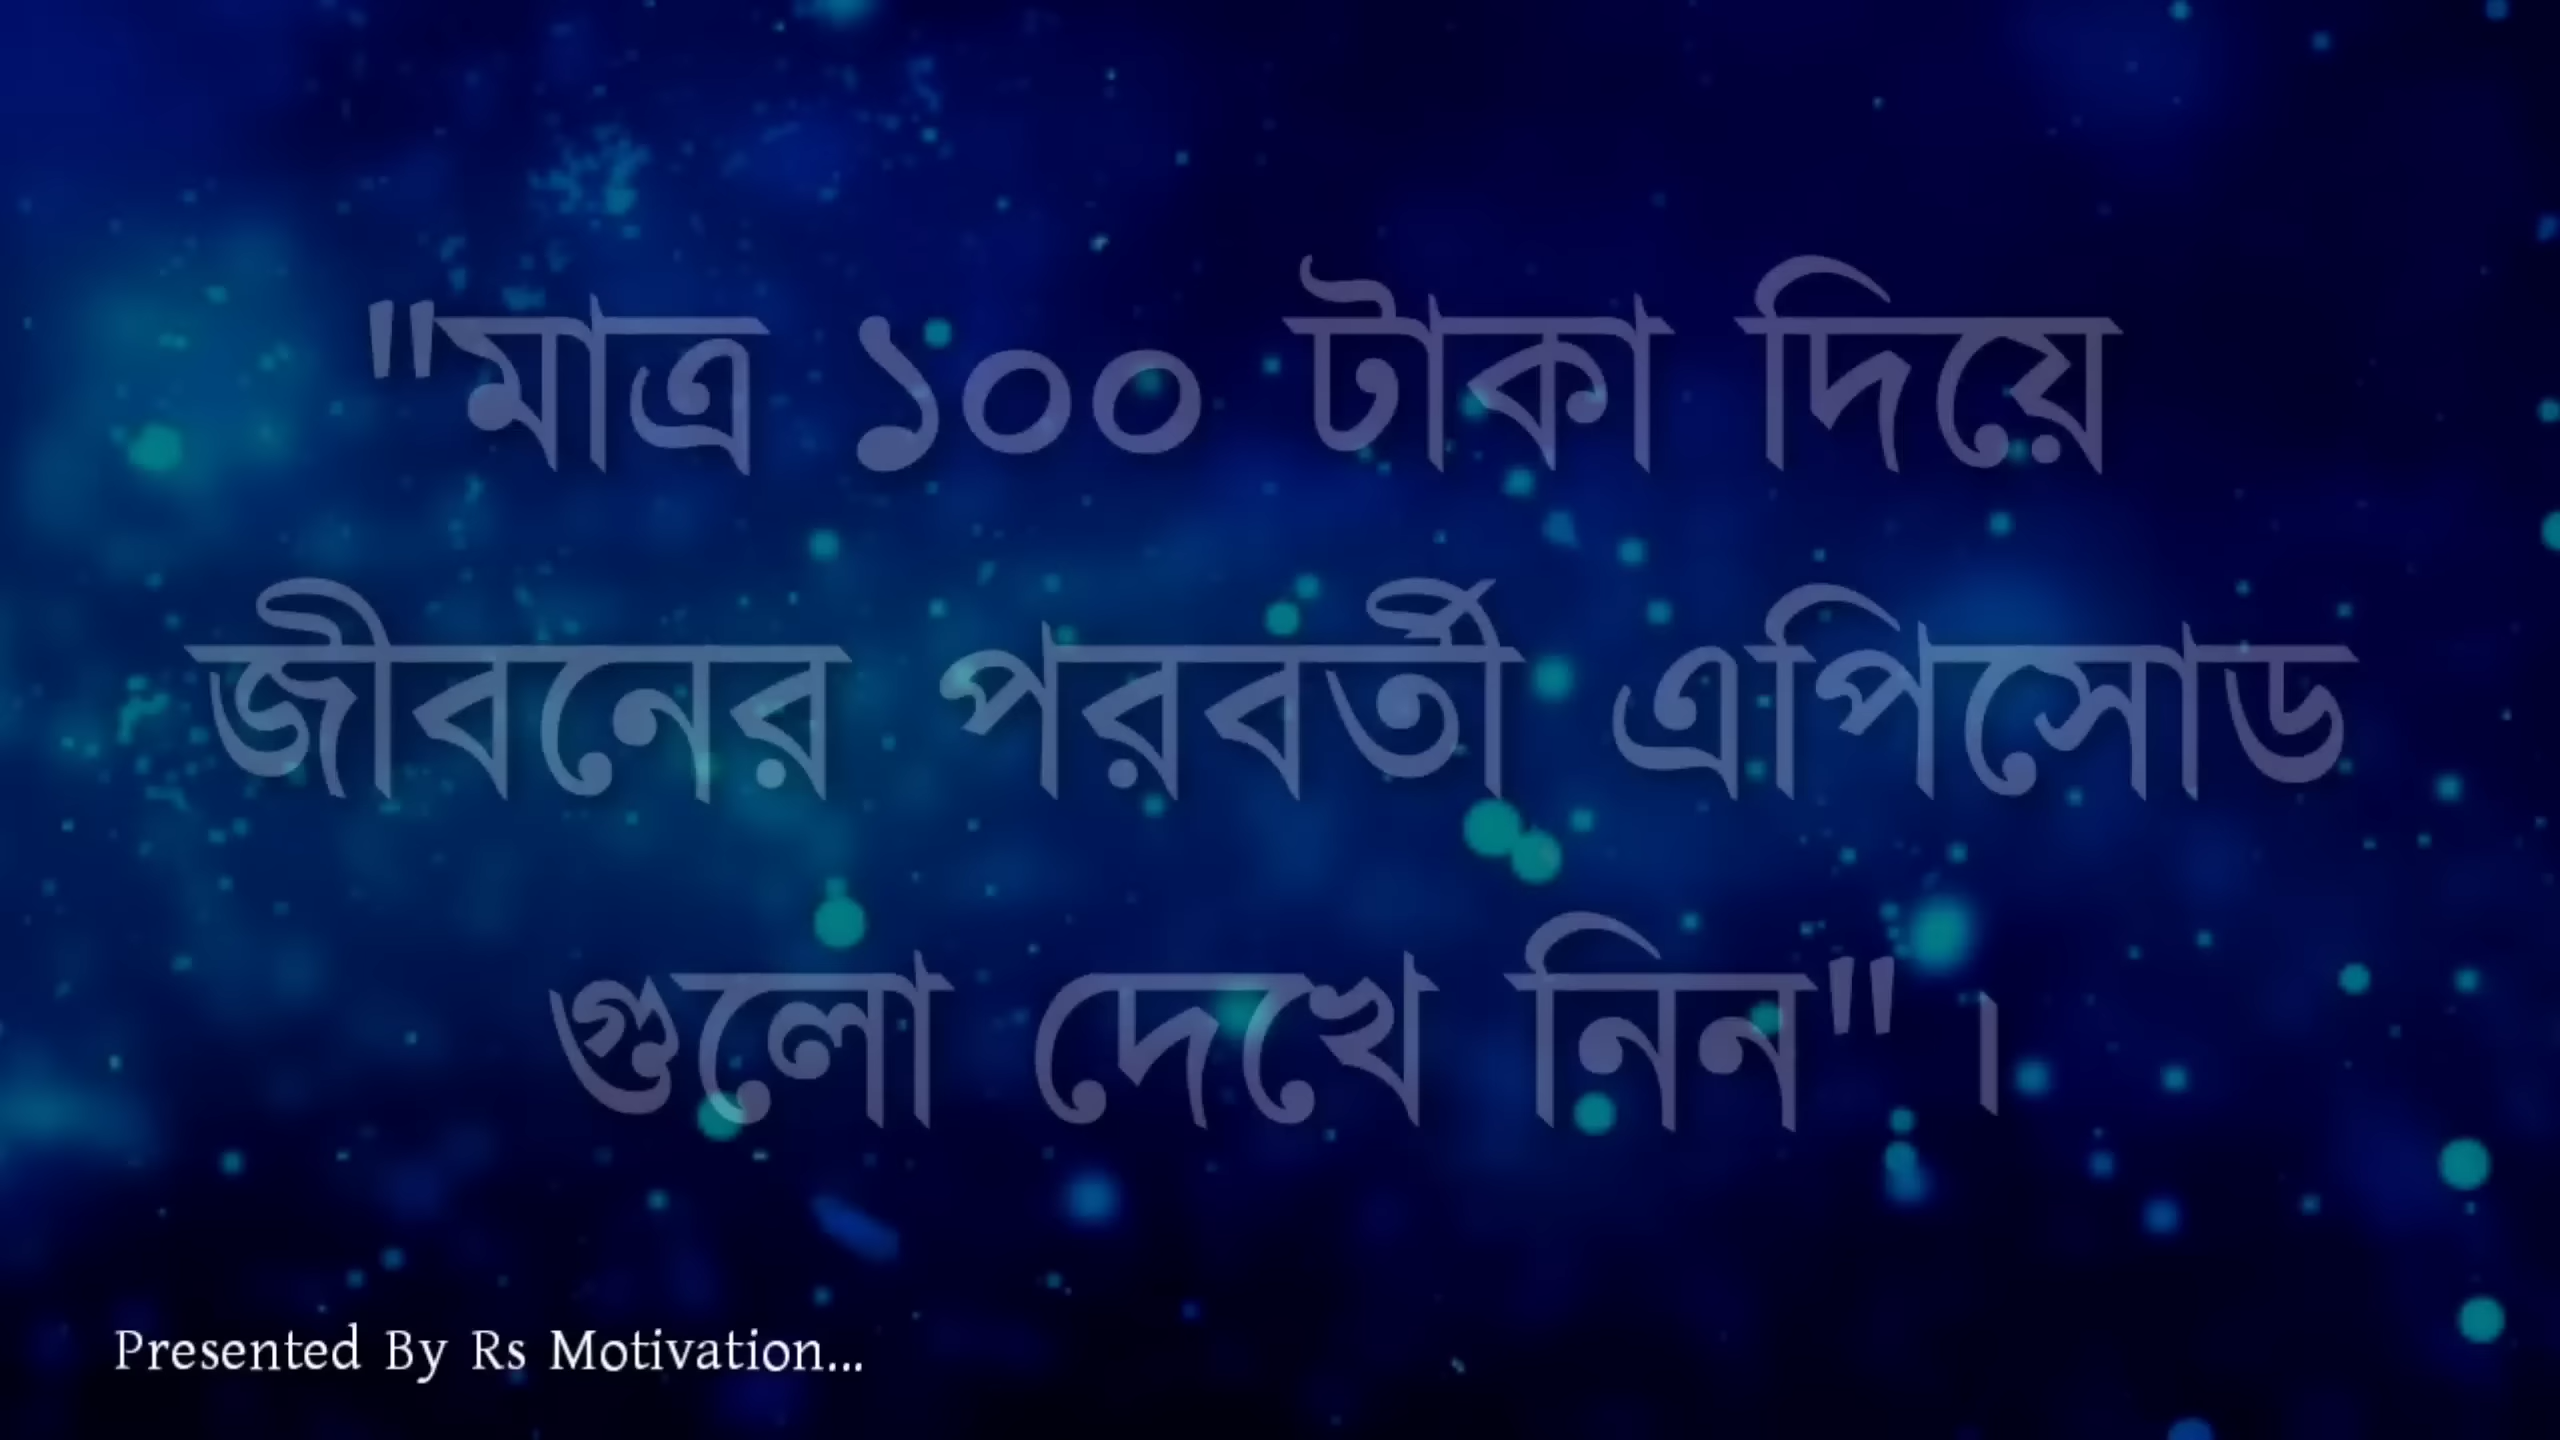 "মাত্র ১০০ টাকা দিয়ে
জীবনের পরবর্তী এপিসোড
গুলো দেখে নিন"।
Presented By Rs Motivation...